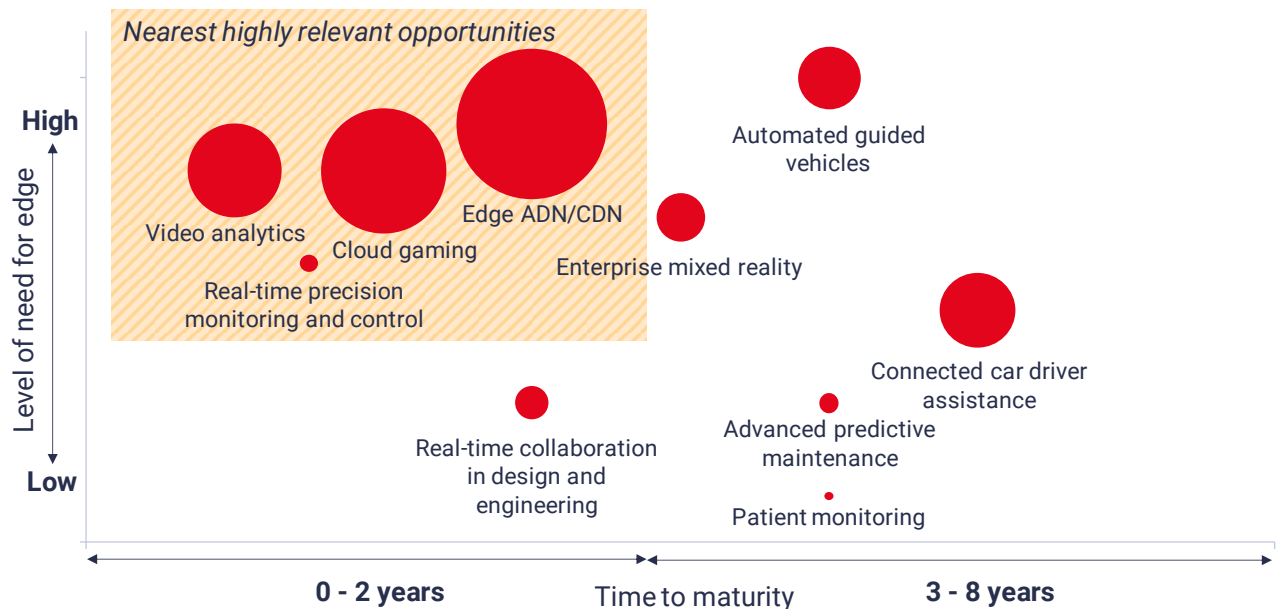 Nearest highly relevant opportunities
High
Level of need for edge
Low
Video analytics
Cloud gaming
Edge ADN/CDN
Real-time precision
monitoring and control
Automated guided
vehicles
Enterprise mixed reality
Connected car driver
assistance
Real-time collaboration
in design and
engineering
Advanced predictive
maintenance
Patient monitoring
0 - 2 years
Time to maturity
3 - 8 years